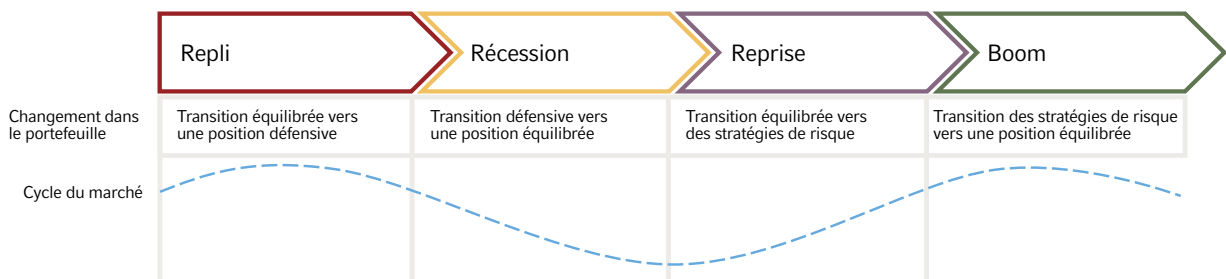 Repli
Récession
Reprise
Boom
Changement dans
le portefeuille
Transition équilibrée vers
une position défensive
Transition défensive vers
une position équilibrée
Transition équilibrée vers
des stratégies de risque
Transition des stratégies de risque
vers une position équilibrée
Cycle du marché